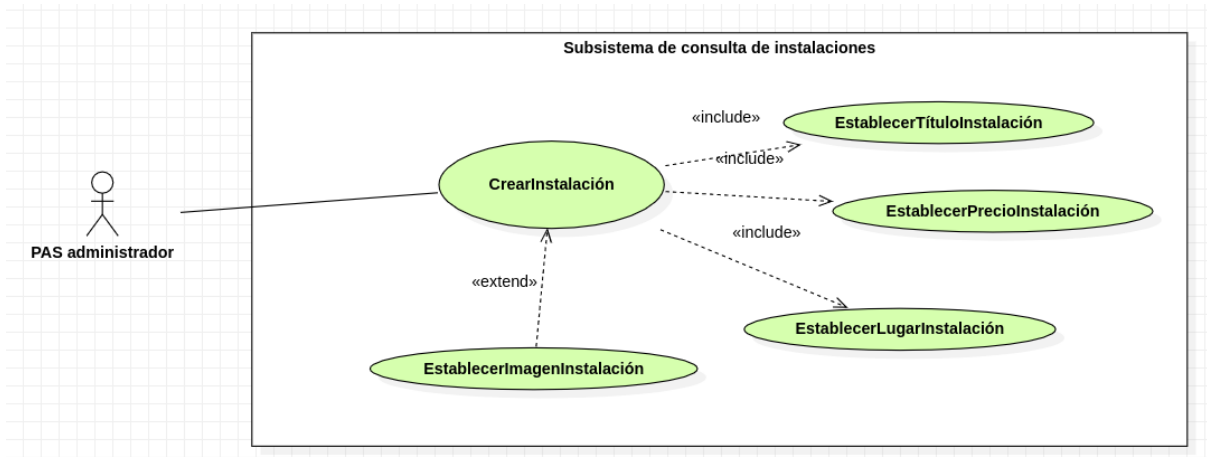 Subsistema de consulta de instalaciones
«include»
EstablecerTítuloInstalación
«include»
CrearInstalación
EstablecerPrecioInstalación
«include»
PAS administrador
«extend»
EstablecerLugarInstalación
EstablecerImagenInstalación